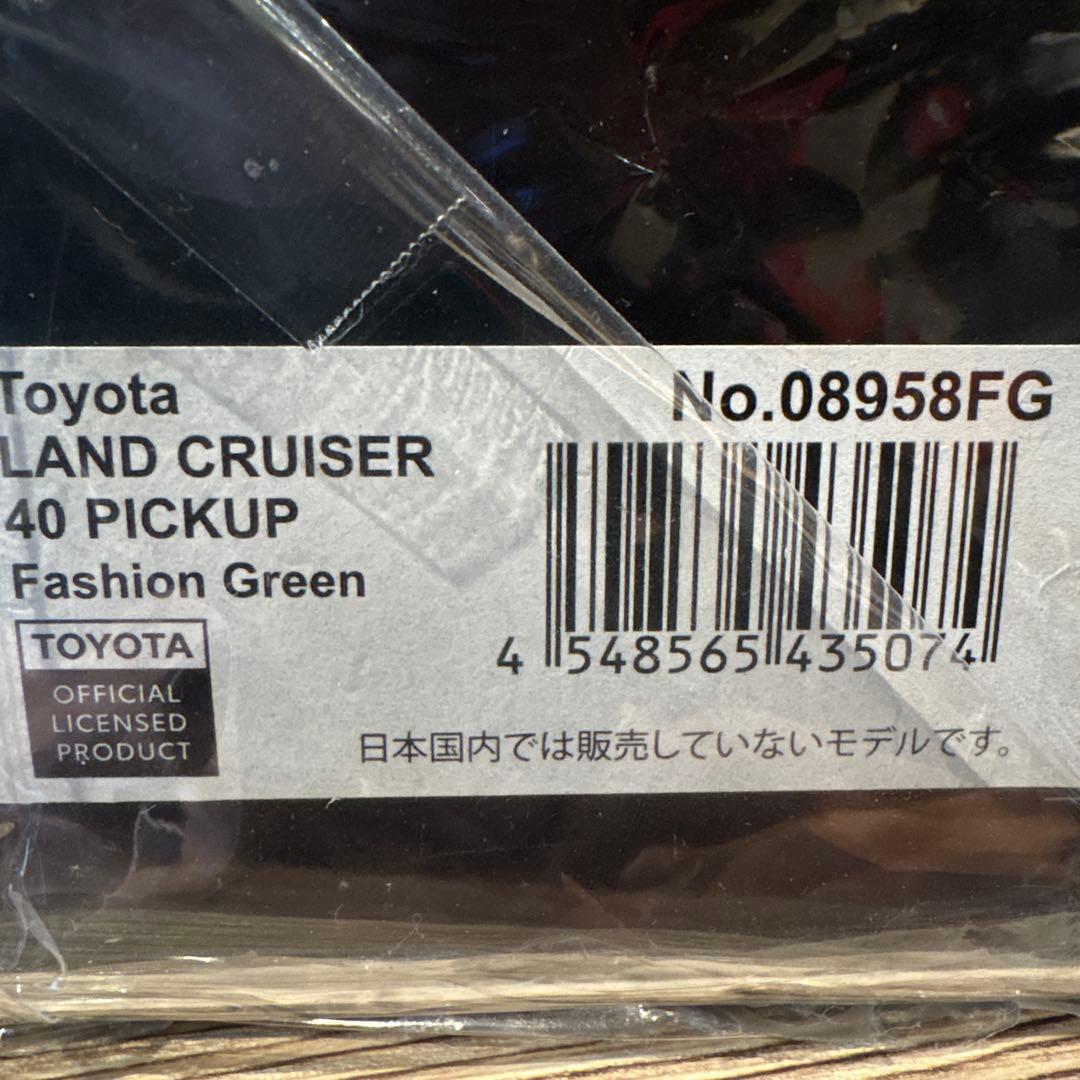 Toyota
No.08958FG
LAND CRUISER
40 PICKUP
Fashion Green
4 548565 435074
TOYOTA
OFFICIAL
LICENSED
PRODUCT
日本国内では販売していないモデルです。